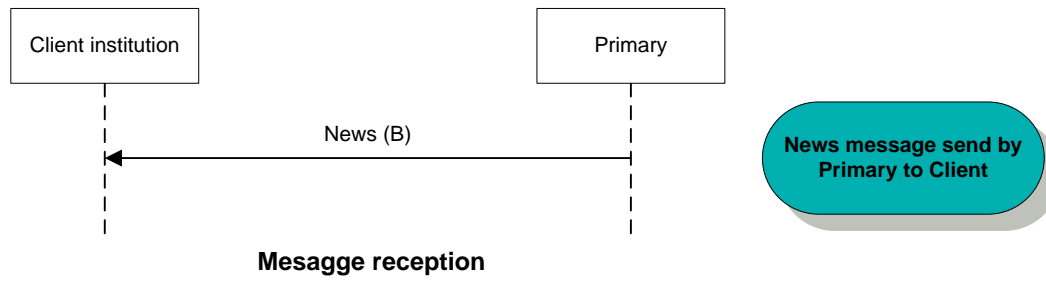 Client institution
Primary
News (B)
News message send by
Primary to Client
Mesagge reception